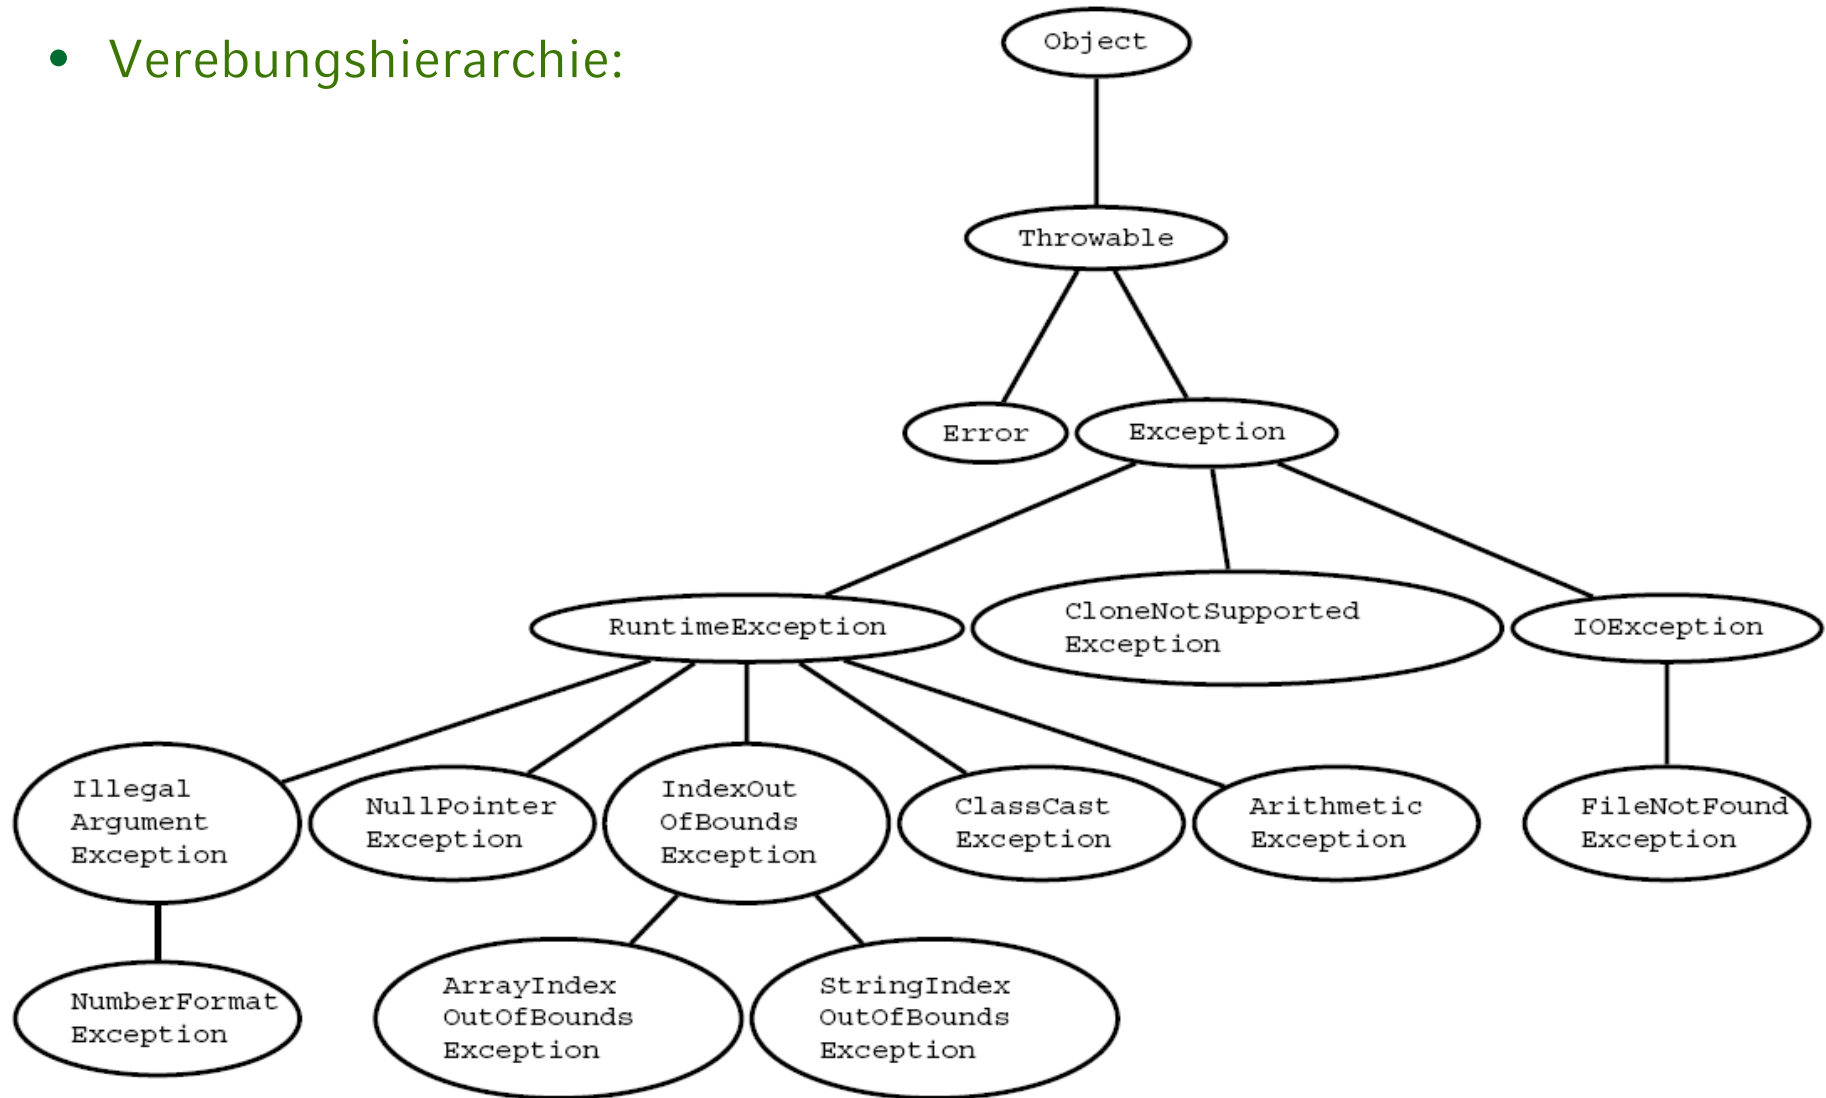 • Verebungshierarchie:
Object
Throwable
Error
Exception
RuntimeException
CloneNotSupported
Exception
IOException
Illegal
Argument
Exception
NullPointer
Exception
IndexOut
OfBounds
Exception
ClassCast
Exception
Arithmetic
Exception
FileNotFound
Exception
NumberFormat
Exception
ArrayIndex
OutOfBounds
Exception
StringIndex
OutOfBounds
Exception